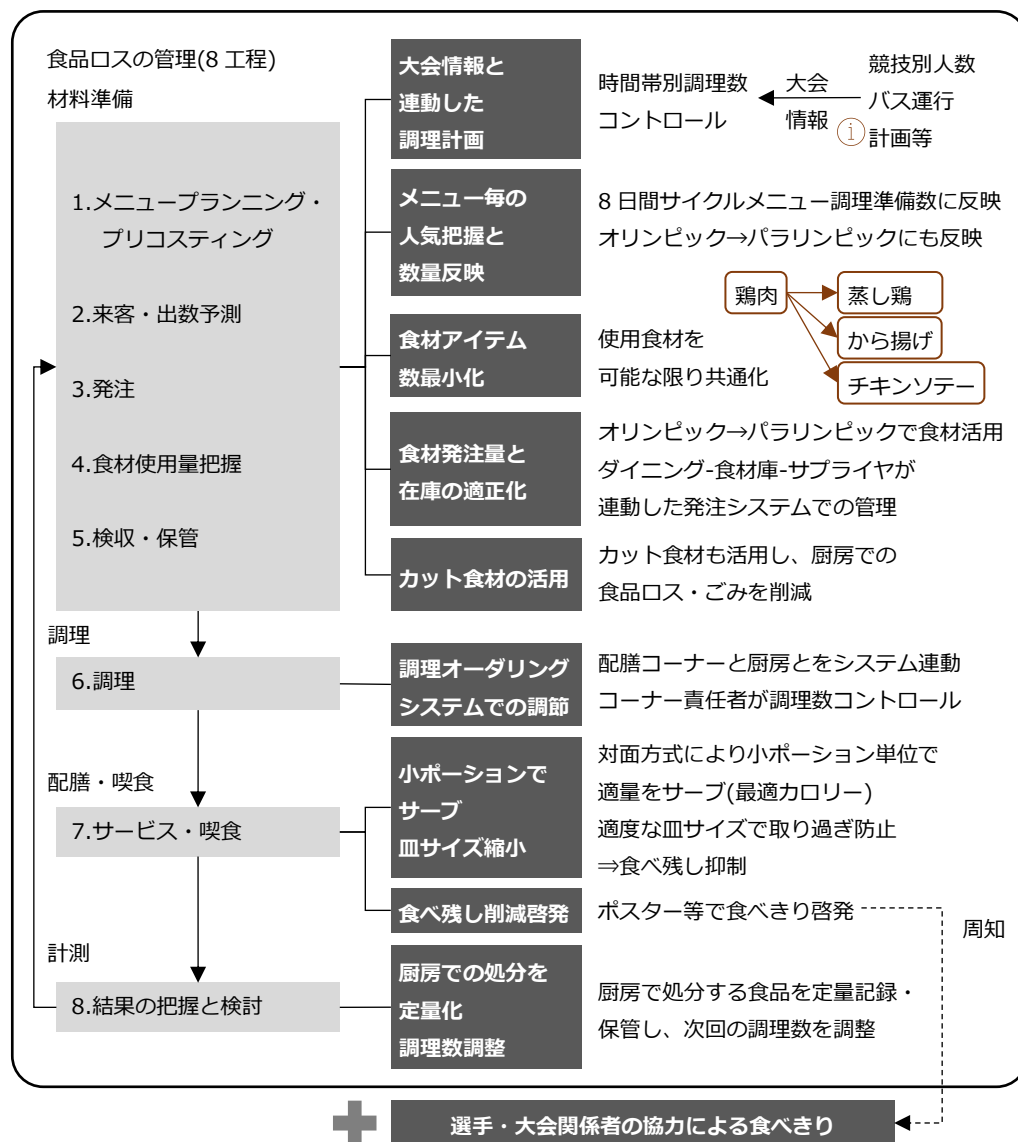 食品ロスの管理(8 工程)
材料準備
1.メニュープランニング・
プリコスティング
2.来客・出数予測
3.発注
4.食材使用量把握
5.検収・保管
大会情報と
連動した
調理計画
時間帯別調理数
コントロール
大会
情報
i
競技別人数
バス運行
計画等
メニュー毎の
人気把握と
数量反映
8 日間サイクルメニュー調理準備数に反映
オリンピック→パラリンピックにも反映
食材アイテム
数最小化
使用食材を
可能な限り共通化
鶏肉
蒸し鶏
から揚げ
チキンソテー
食材発注量と
在庫の適正化
オリンピック→パラリンピックで食材活用
ダイニング-食材庫-サプライヤが
連動した発注システムでの管理
カット食材の活用
カット食材も活用し、厨房での
食品ロス・ごみを削減
調理
6.調理
調理オーダリング
システムでの調節
配膳コーナーと厨房とをシステム連動
コーナー責任者が調理数コントロール
配膳・喫食
7.サービス・喫食
小ポーションで
サーブ
皿サイズ縮小
対面方式により小ポーション単位で
適量をサーブ(最適カロリー)
適度な皿サイズで取り過ぎ防止
⇒食べ残し抑制
食べ残し削減啓発
ポスター等で食べきり啓発
周知
計測
8.結果の把握と検討
厨房での処分を
定量化
調理数調整
厨房で処分する食品を定量記録・
保管し、次回の調理数を調整
選手・大会関係者の協力による食べきり